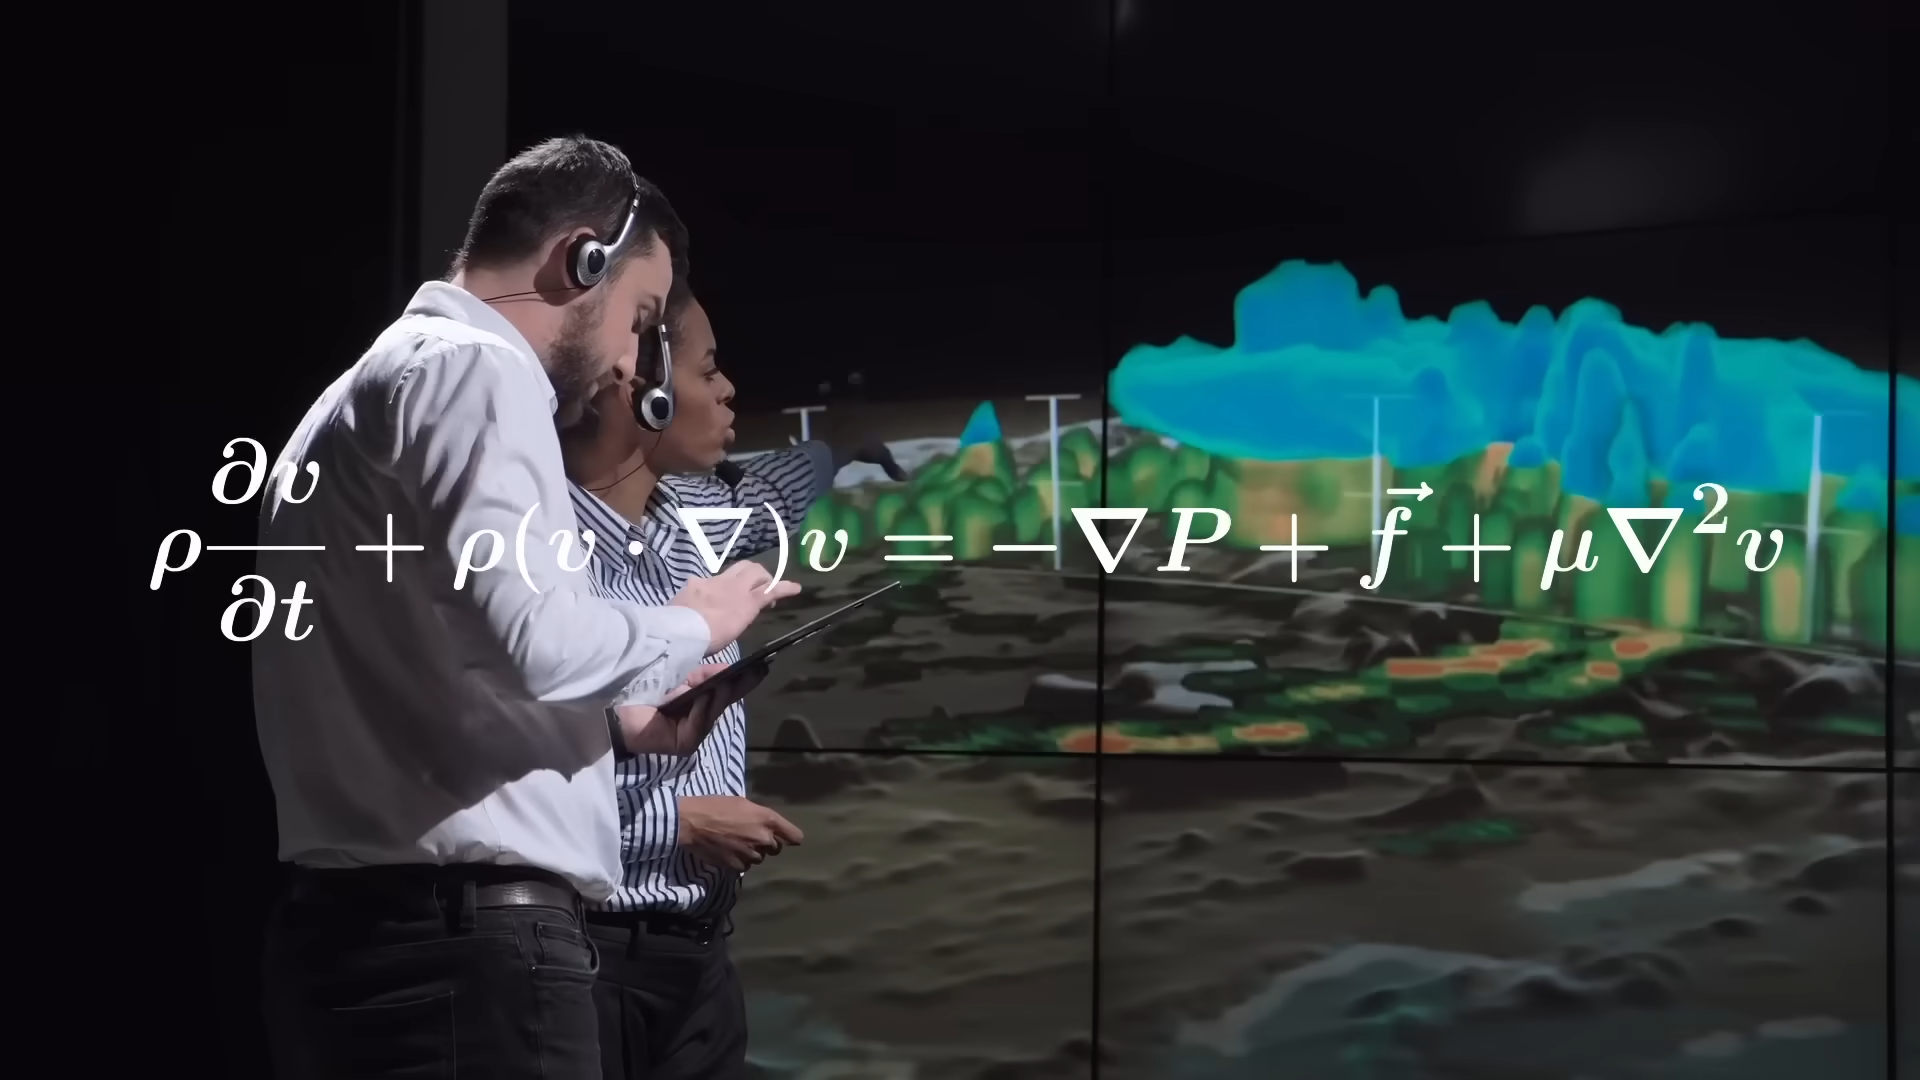 ρ∂v/∂t + ρ(v · ∇)v = −∇P + f⃗ + μ∇²v